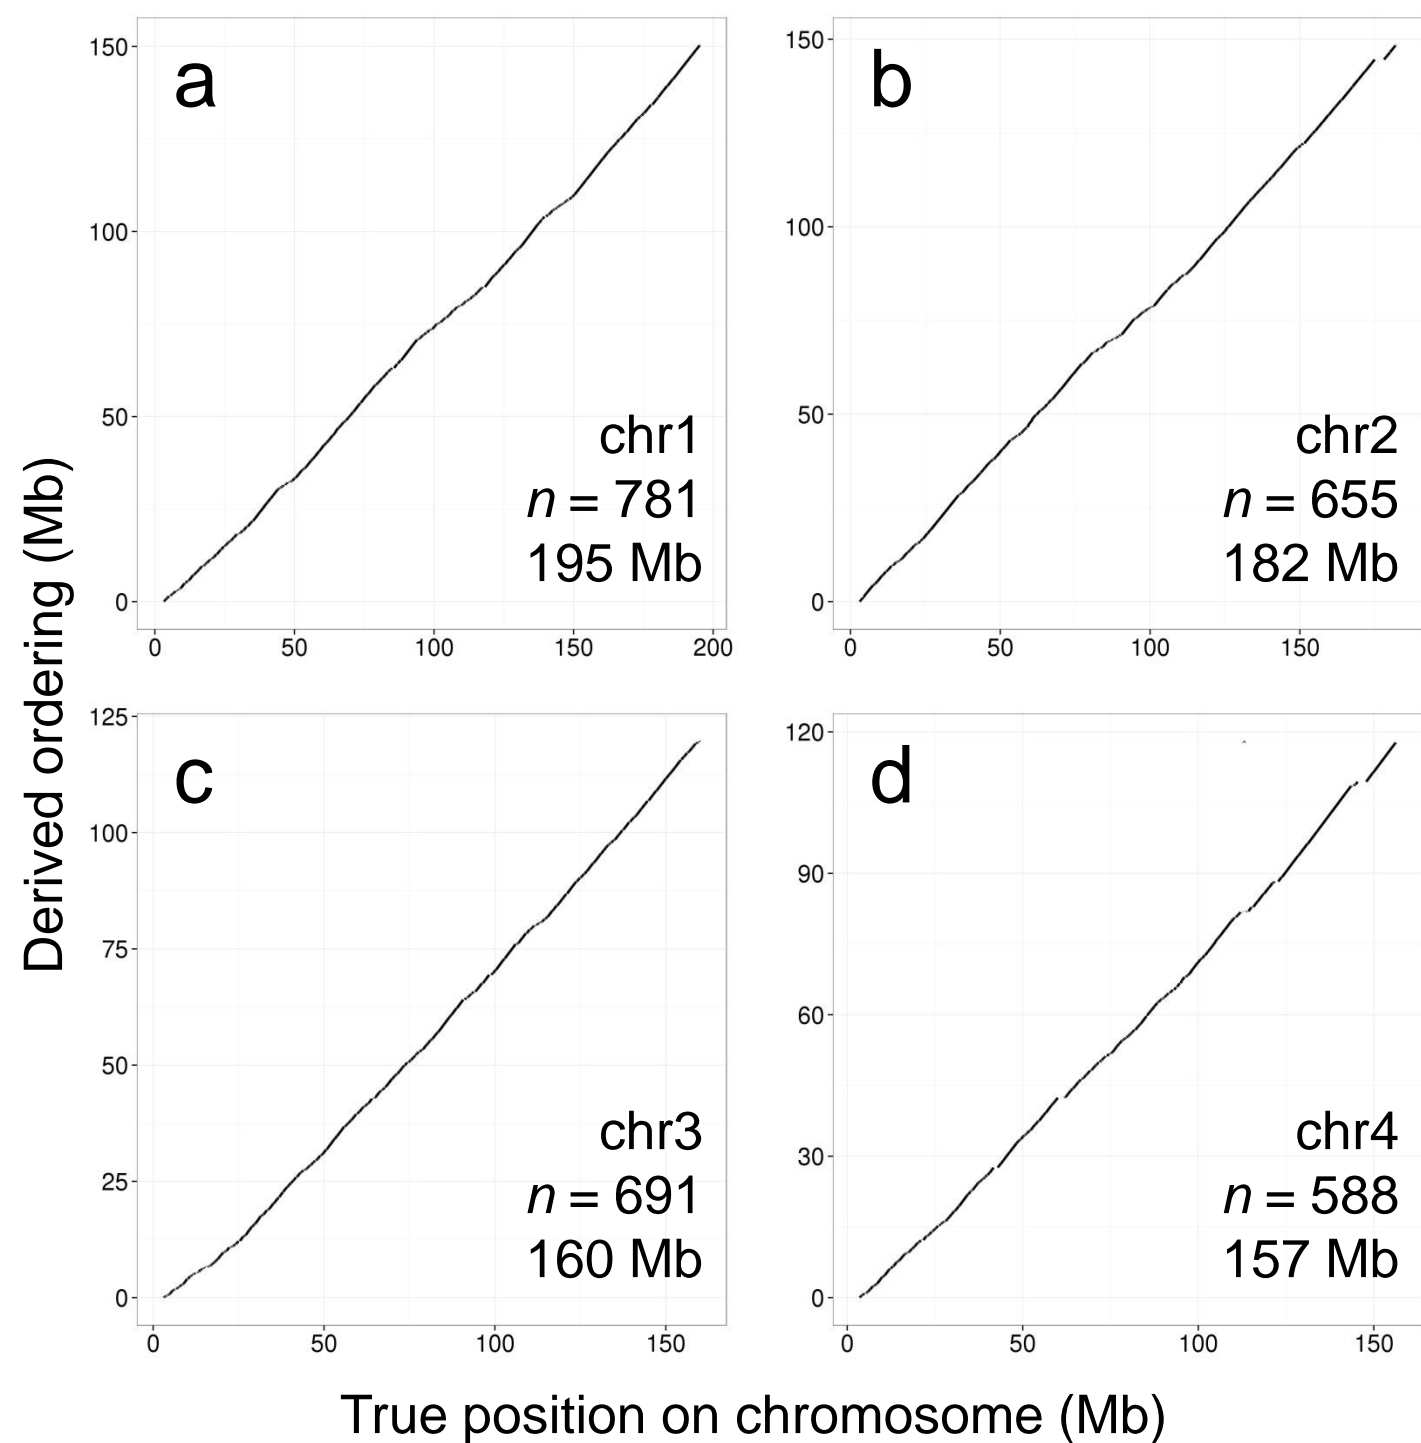 Derived ordering (Mb)
a
150
100
50
0
chr1
n = 781
195 Mb
0 50 100 150 200
b
150
100
50
0
chr2
n = 655
182 Mb
0 50 100 150
c
125
100
75
50
25
0
chr3
n = 691
160 Mb
0 50 100 150
d
120
90
60
30
0
chr4
n = 588
157 Mb
0 50 100 150
True position on chromosome (Mb)